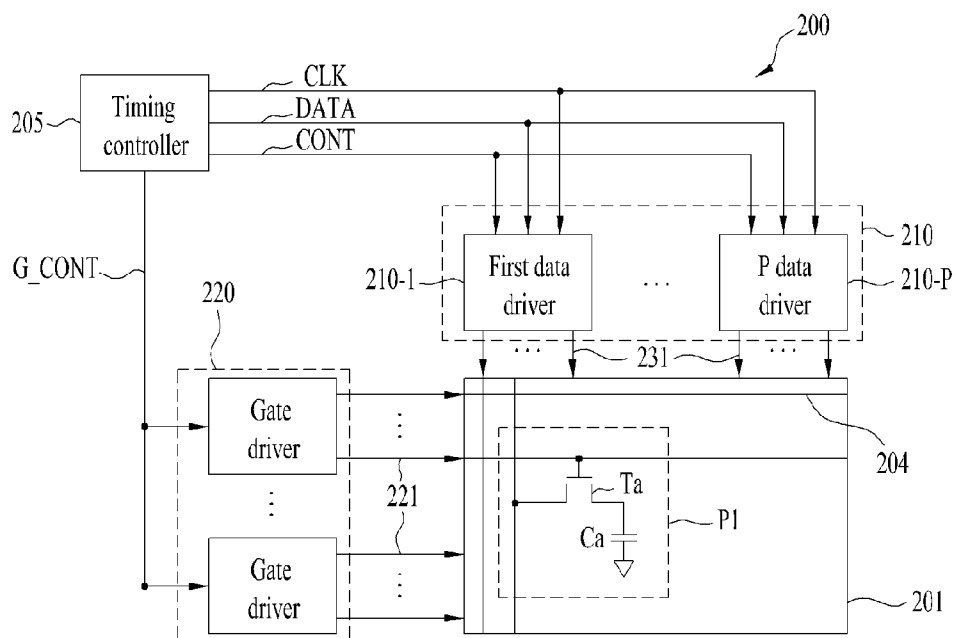 200
CLK
Timing
controller
DATA
205
CONT
210
G_CONT
First data
driver
P data
driver
210-1
...
210-P
220
...
231
...
Gate
driver
204
221
Ta
P1
Ca
Gate
driver
201